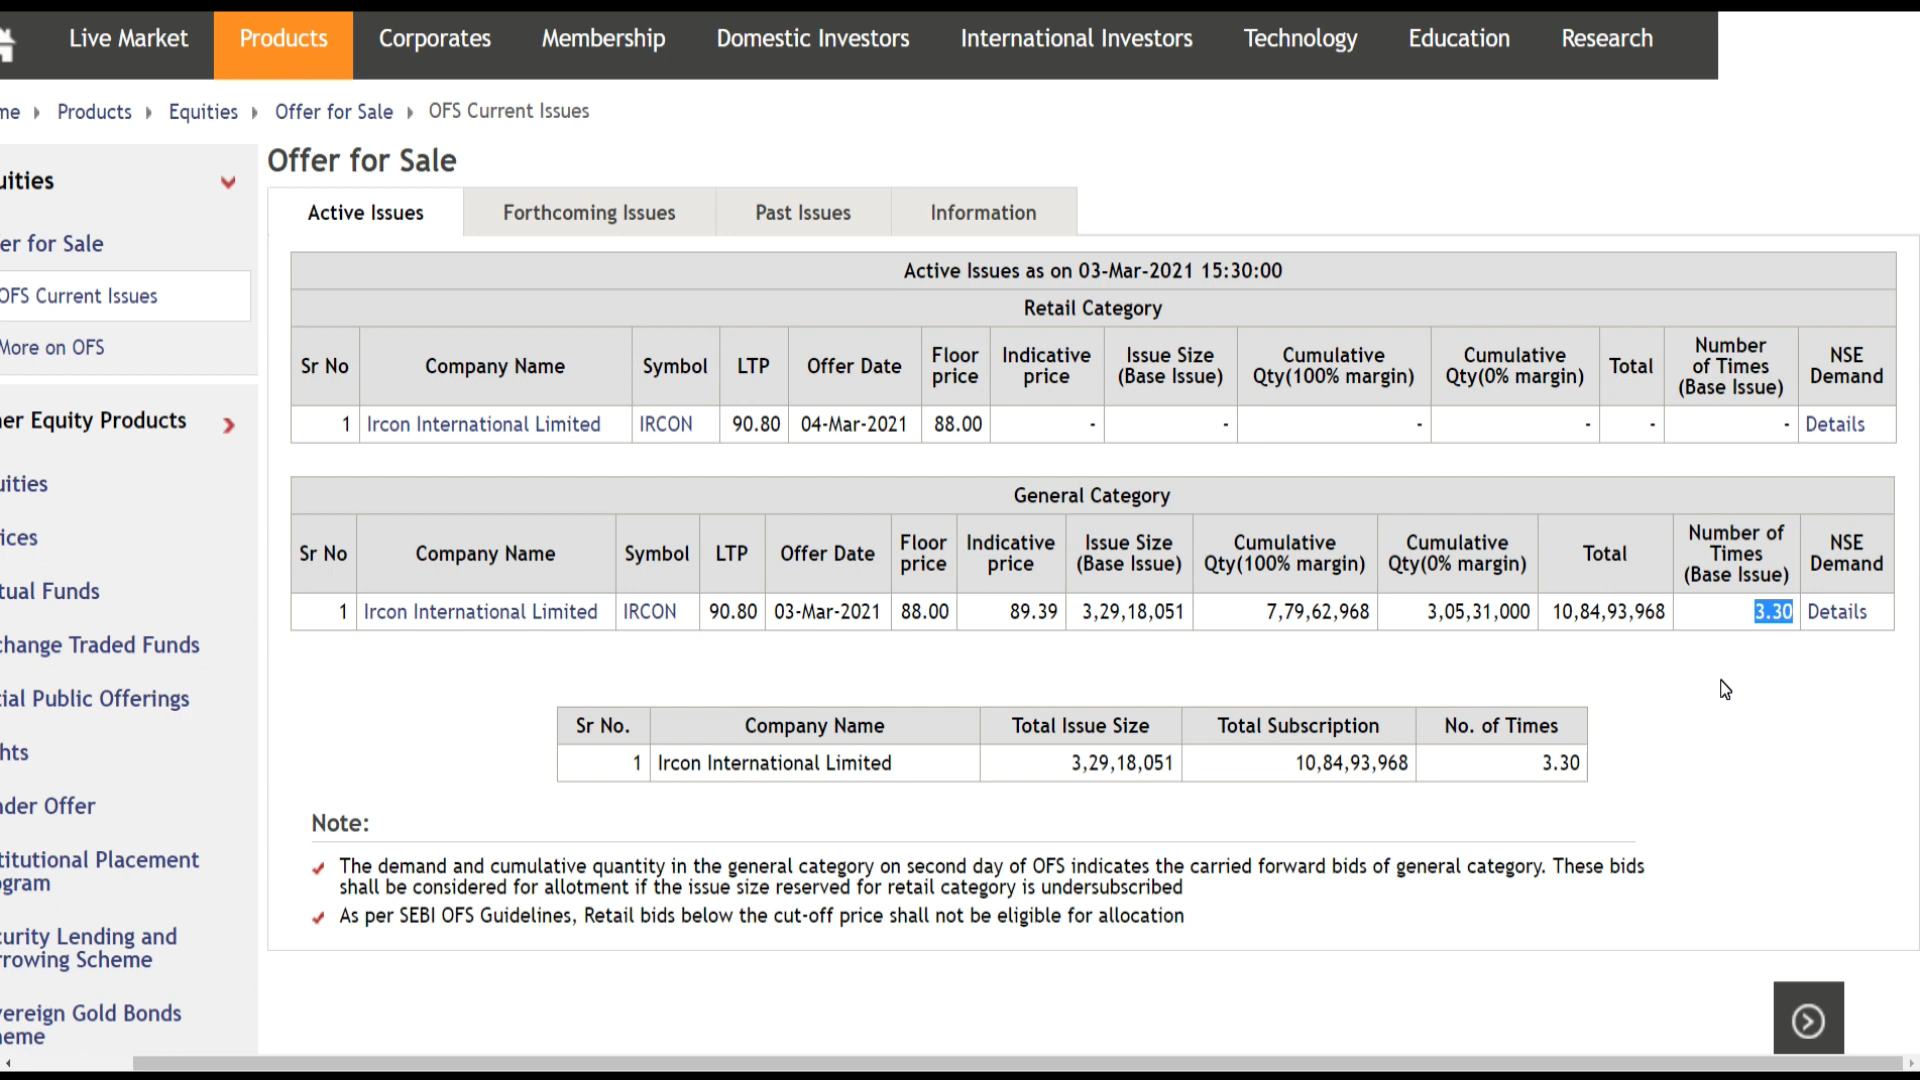 Live Market Products Corporates Membership Domestic Investors International Investors Technology Education Research
me Products Equities Offer for Sale OFS Current Issues
uities
er for Sale
OFS Current Issues
More on OFS
er Equity Products
uities
ices
tual Funds
change Traded Funds
ial Public Offerings
hts
nder Offer
titutional Placement
ogram
curity Lending and
rrowing Scheme
vereign Gold Bonds
heme
Offer for Sale
Active Issues Forthcoming Issues Past Issues Information
Active Issues as on 03-Mar-2021 15:30:00
Retail Category
Sr No Company Name Symbol LTP Offer Date Floor price Indicative price Issue Size (Base Issue) Cumulative Qty(100% margin) Cumulative Qty(0% margin) Total Number of Times (Base Issue) NSE Demand
1 Ircon International Limited IRCON 90.80 04-Mar-2021 88.00 - - - - - - Details
General Category
Sr No Company Name Symbol LTP Offer Date Floor price Indicative price Issue Size (Base Issue) Cumulative Qty(100% margin) Cumulative Qty(0% margin) Total Number of Times (Base Issue) NSE Demand
1 Ircon International Limited IRCON 90.80 03-Mar-2021 88.00 89.39 3,29,18,051 7,79,62,968 3,05,31,000 10,84,93,968 3.30 Details
Sr No. Company Name Total Issue Size Total Subscription No. of Times
1 Ircon International Limited 3,29,18,051 10,84,93,968 3.30
Note:
The demand and cumulative quantity in the general category on second day of OFS indicates the carried forward bids of general category. These bids
shall be considered for allotment if the issue size reserved for retail category is undersubscribed
As per SEBI OFS Guidelines, Retail bids below the cut-off price shall not be eligible for allocation